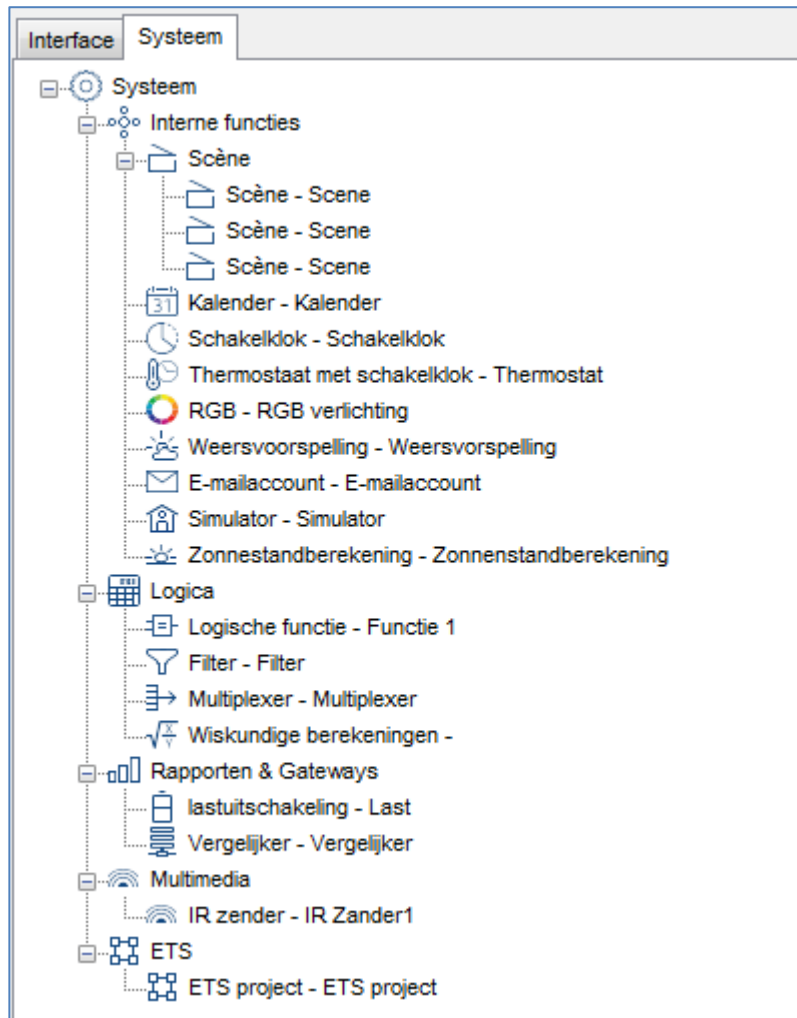 Interface Systeem
Systeem
Interne functies
Scène
Scène - Scene
Scène - Scene
Scène - Scene
31 Kalender - Kalender
Schakelklok - Schakelklok
Thermostaat met schakelklok - Thermostat
RGB - RGB verlichting
Weersvoorspelling - Weersvorspelling
E-mailaccount - E-mailaccount
Simulator - Simulator
Zonnestandberekening - Zonnenstandberekening
Logica
Logische functie - Functie 1
Filter - Filter
Multiplexer - Multiplexer
Wiskundige berekeningen -
Rapporten & Gateways
lastuitschakeling - Last
Vergelijker - Vergelijker
Multimedia
IR zender - IR Zander1
ETS
ETS project - ETS project